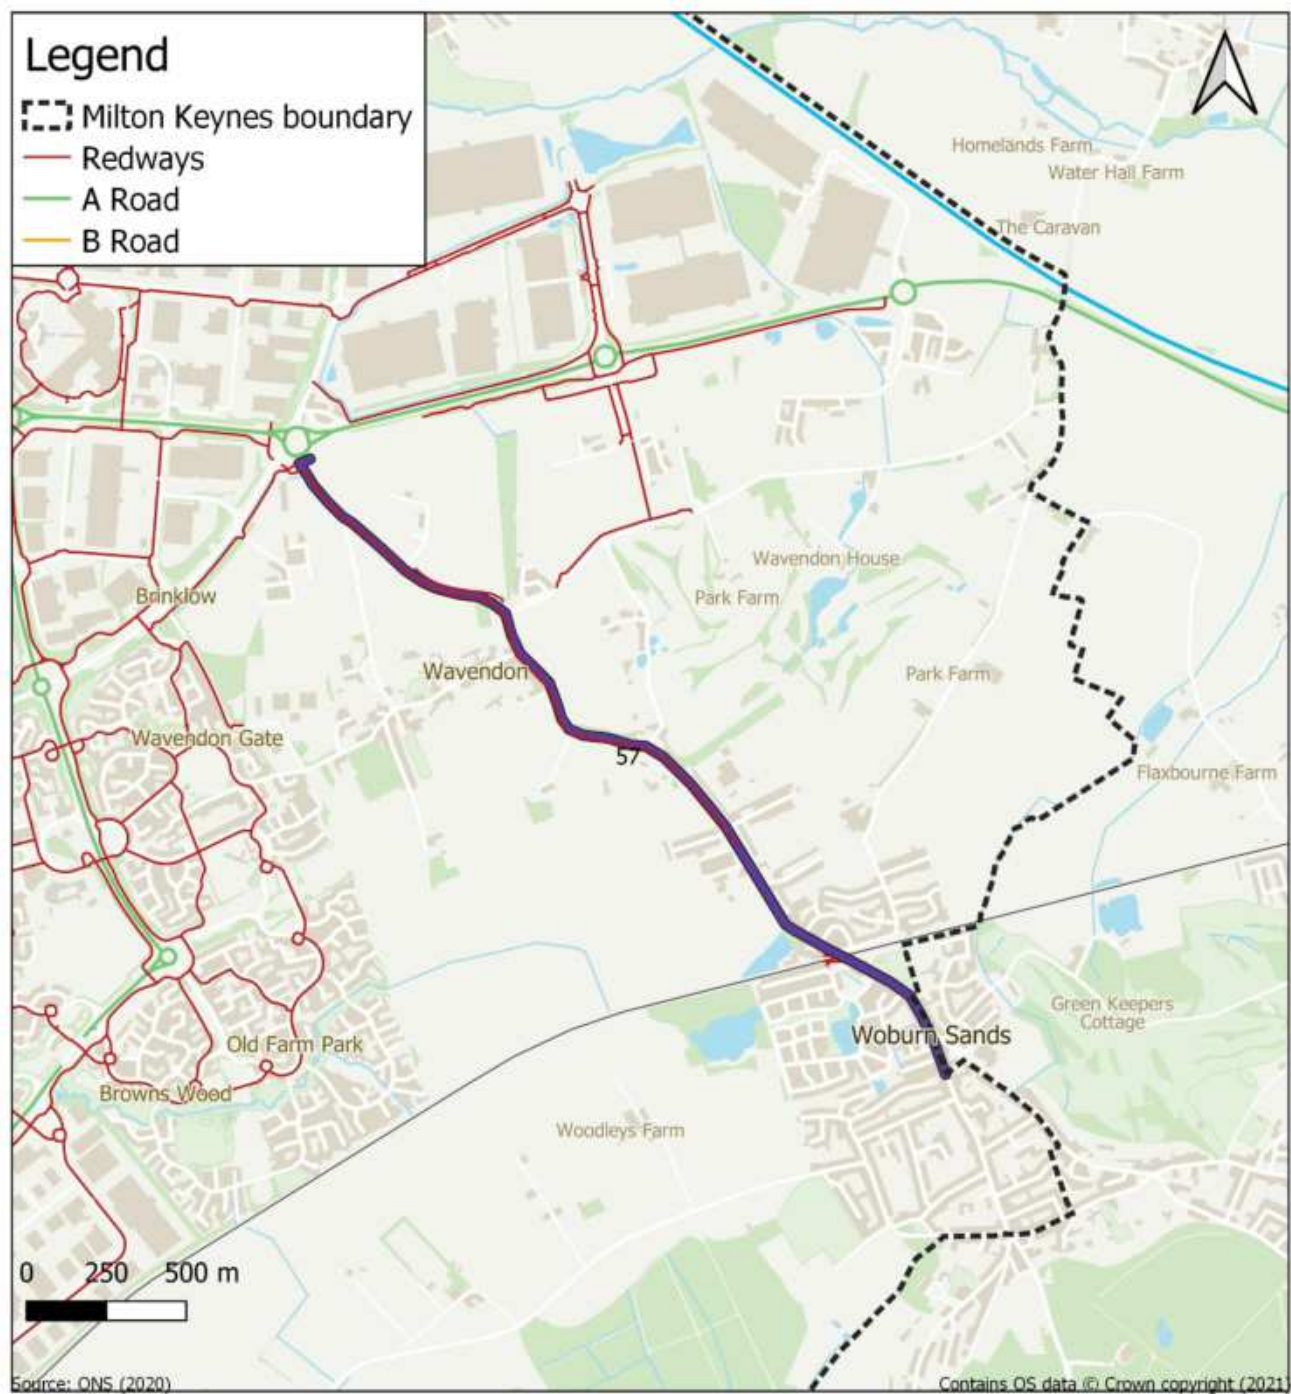 Legend
Milton Keynes boundary
Redways
A Road
B Road
Homelands Farm
Water Hall Farm
The Caravan
Wavendon House
Brinklow
Park Farm
Wavendon
Park Farm
Wavendon Gate
57
Flaxbourne Farm
Green Keepers
Cottage
Woburn Sands
Old Farm Park
Browns Wood
Woodleys Farm
0 250 500 m
Source: ONS (2020)
Contains OS data © Crown copyright (2021)